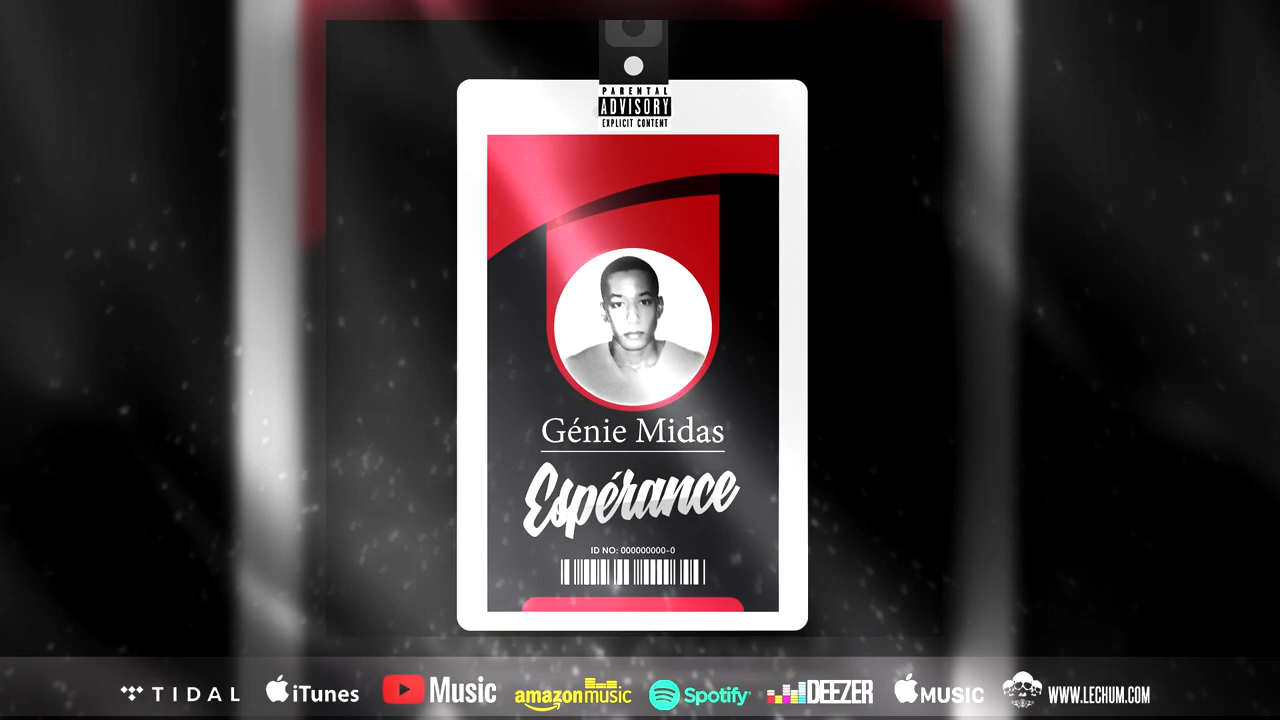 PARENTAL
ADVISORY
EXPLICIT CONTENT
Génie Midas
Espérance
ID NO: 000000000-0
TIDAL iTunes Music amazonmusic Spotify DEEZER MUSIC WWW.LECHUM.COM